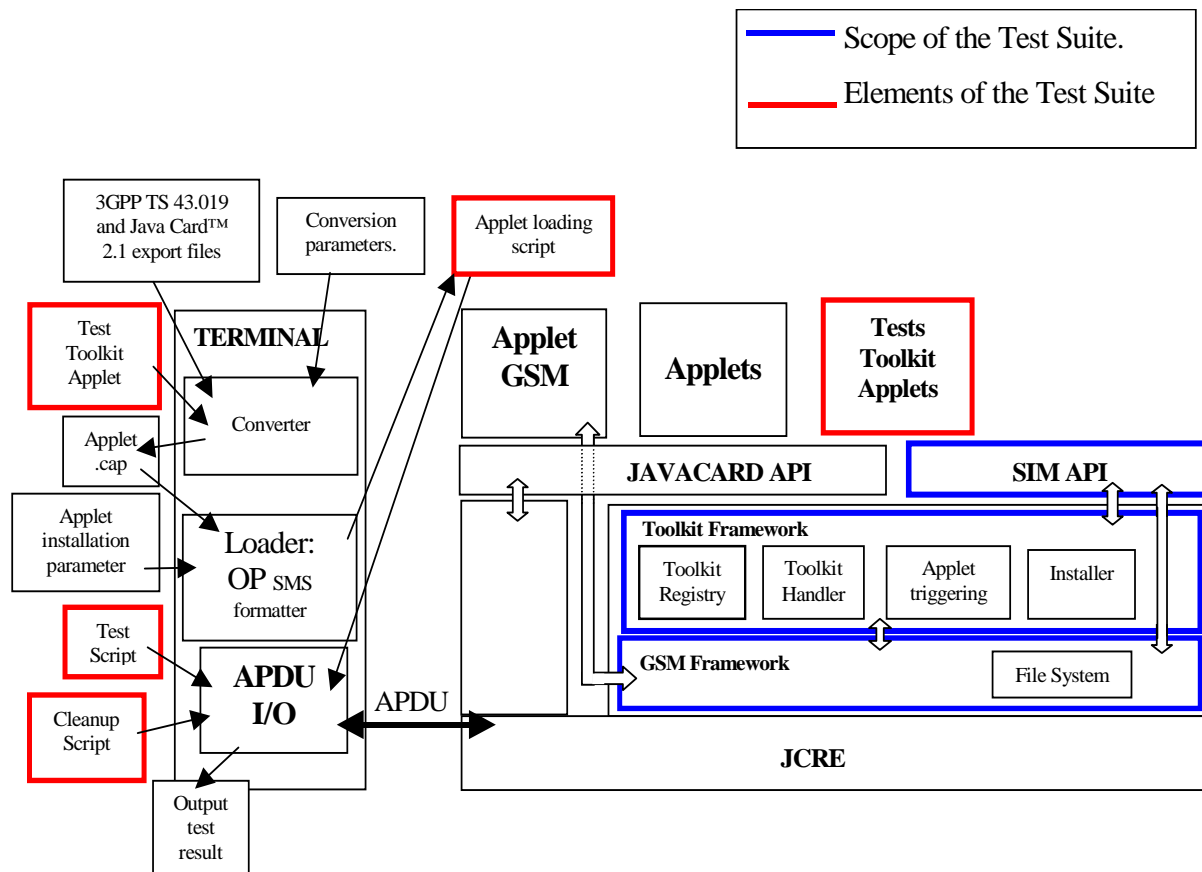 Scope of the Test Suite.
Elements of the Test Suite
3GPP TS 43.019
and Java Card™
2.1 export files
Conversion
parameters.
Applet loading
script
Test
Toolkit
Applet
TERMINAL
Converter
Applet
.cap
Applet
installation
parameter
Loader:
OP SMS
formatter
Test
Script
APDU
I/O
Cleanup
Script
Output
test
result
APDU
Applet
GSM
Applets
Tests
Toolkit
Applets
JAVACARD API
SIM API
Toolkit Framework
Toolkit
Registry
Toolkit
Handler
Applet
triggering
Installer
GSM Framework
File System
JCRE